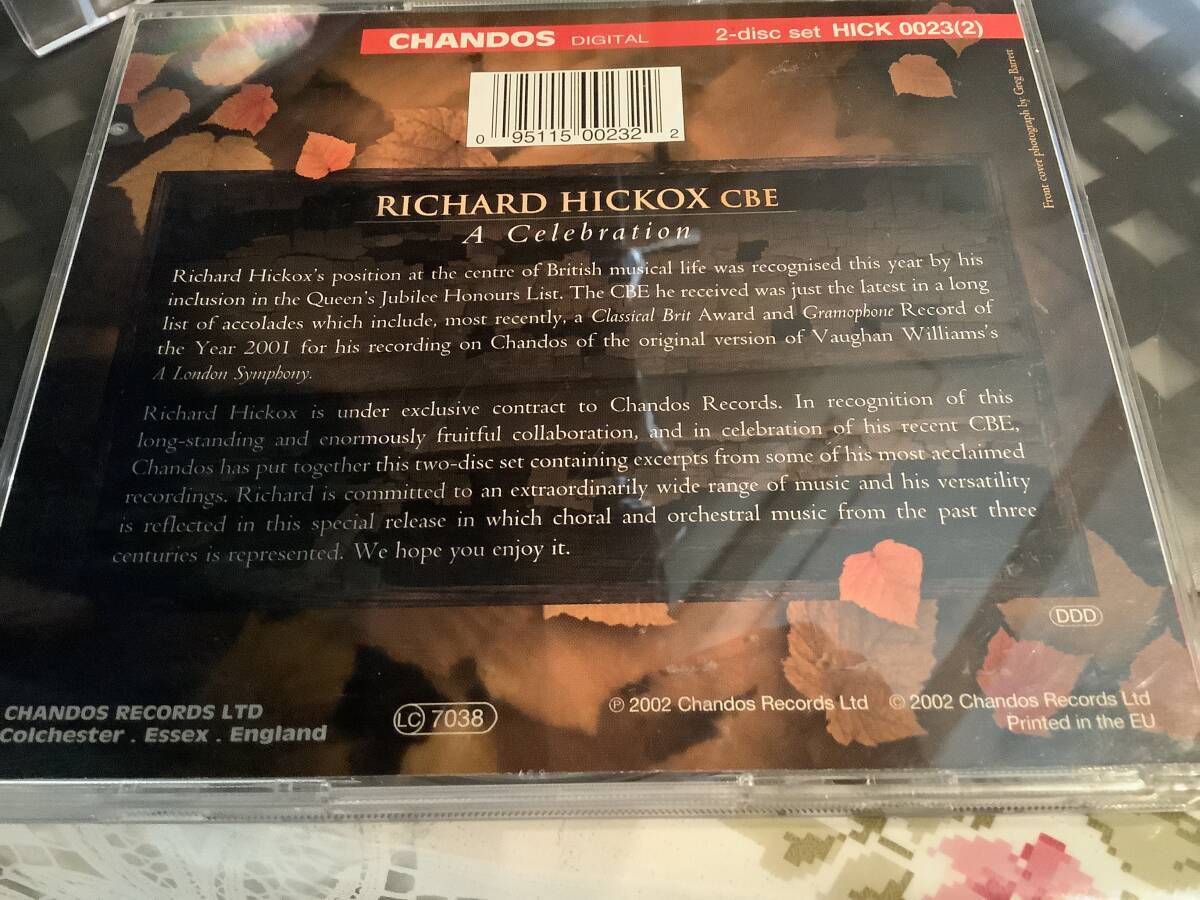 CHANDOS DIGITAL 2-disc set HICK 0023(2)
0 95115 00232 2
Front cover photograph by Greg Barrett
RICHARD HICKOX CBE
A Celebration
Richard Hickox's position at the centre of British musical life was recognised this year by his
inclusion in the Queen's Jubilee Honours List. The CBE he received was just the latest in a long
list of accolades which include, most recently, a Classical Brit Award and Gramophone Record of
the Year 2001 for his recording on Chandos of the original version of Vaughan Williams's
A London Symphony.
Richard Hickox is under exclusive contract to Chandos Records. In recognition of this
long-standing and enormously fruitful collaboration, and in celebration of his recent CBE,
Chandos has put together this two-disc set containing excerpts from some of his most acclaimed
recordings. Richard is committed to an extraordinarily wide range of music and his versatility
is reflected in this special release in which choral and orchestral music from the past three
centuries is represented. We hope you enjoy it.
DDD
CHANDOS RECORDS LTD
Colchester . Essex . England
LC 7038
℗ 2002 Chandos Records Ltd © 2002 Chandos Records Ltd
Printed in the EU